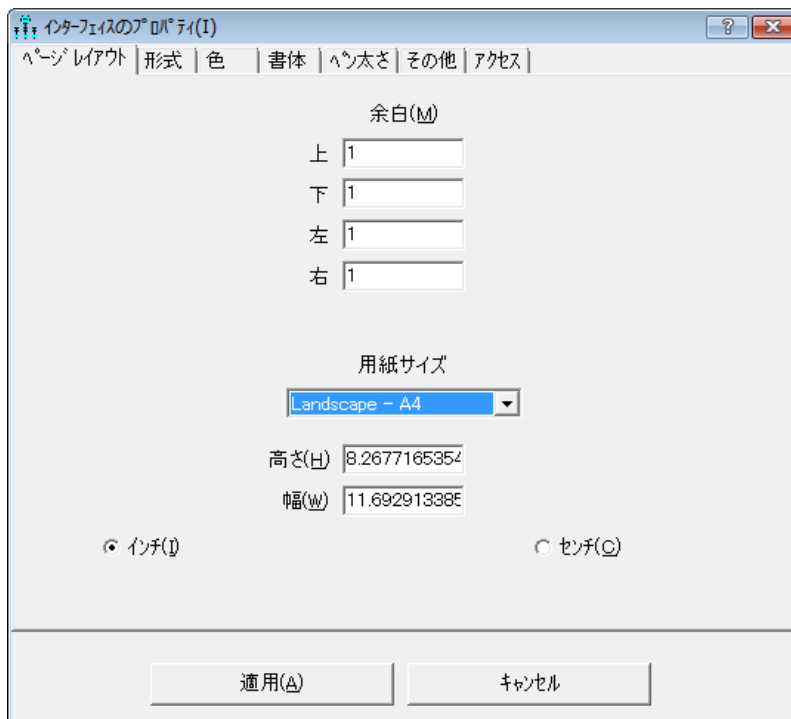 インターフェイスのプロパティ(I)
ページレイアウト 形式 色 書体 ペン太さ その他 アクセス
余白(M)
上 1
下 1
左 1
右 1
用紙サイズ
Landscape - A4
高さ(H) 8.2677165354
幅(W) 11.692913385
インチ(I) センチ(C)
適用(A) キャンセル